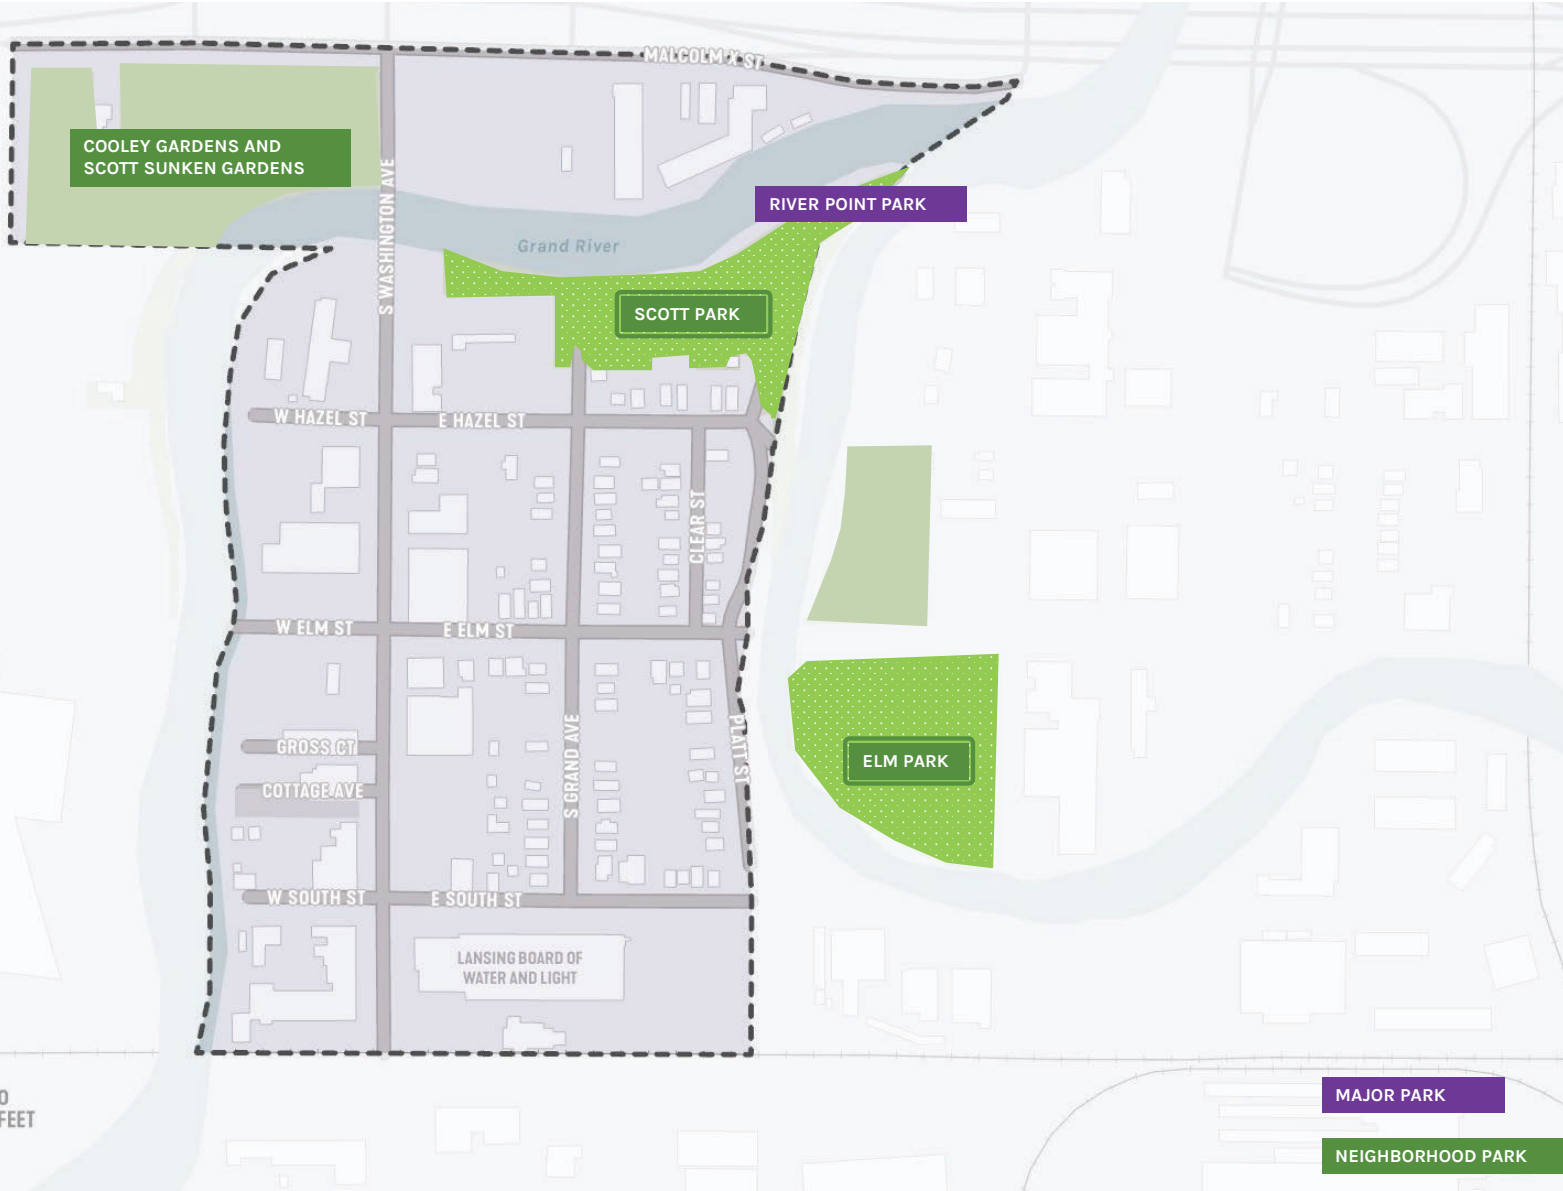 MALCOLM X ST
COOLEY GARDENS AND
SCOTT SUNKEN GARDENS
S WASHINGTON AVE
RIVER POINT PARK
Grand River
SCOTT PARK
W HAZEL ST
E HAZEL ST
CLEAR ST
W ELM ST
E ELM ST
S GRAND AVE
PLATT ST
GROSS CT
ELM PARK
COTTAGE AVE
W SOUTH ST
E SOUTH ST
LANSING BOARD OF
WATER AND LIGHT
FEET
MAJOR PARK
NEIGHBORHOOD PARK